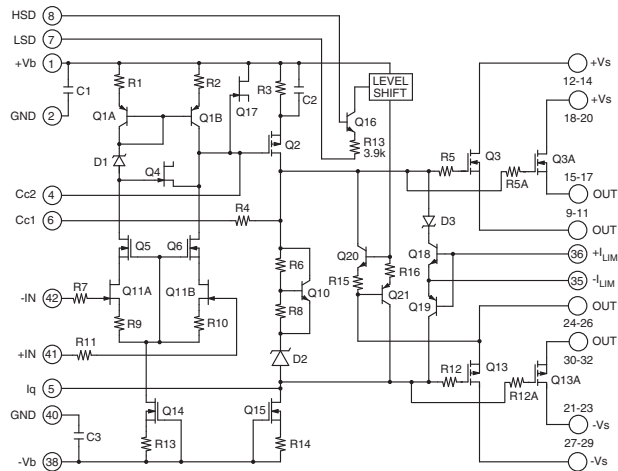 HSD 8
LSD 7
+Vb 1
C1
R1
R2
Q17
R3
C2
LEVEL SHIFT
+Vs
12-14
GND 2
Q1A
Q1B
Q16
R13
3.9k
+Vs
18-20
Q2
D1
Q4
R5
Q3
Q3A
R5A
15-17
OUT
Cc2 4
Cc1 6
R4
D3
9-11
OUT
Q5
Q6
R6
Q10
Q20
Q18
36 +ILIM
R15
R16
35 -ILIM
-IN 42
R7
Q11A
Q11B
R8
Q21
Q19
R9
R10
24-26
OUT
+IN 41
R11
D2
R12
Q13
30-32
R12A
Q13A
Iq 5
GND 40
Q14
Q15
21-23
-Vs
C3
R13
R14
27-29
-Vs
-Vb 38